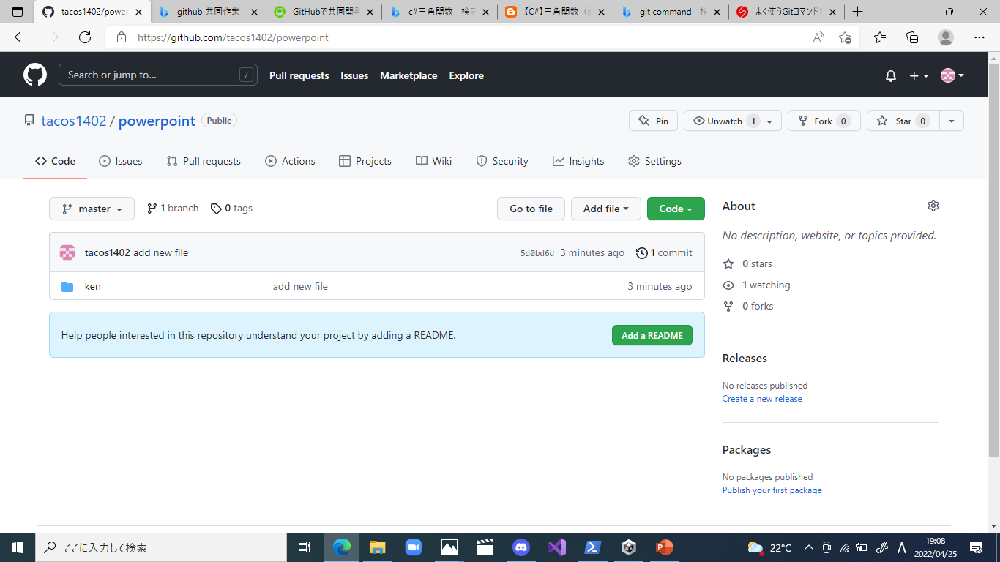 tacos1402/power
github 共同作業 -
GitHubで共同開発
c#三角関数 - 検索
【C#】三角関数（s
git command - 検
よく使うGitコマンド1
https://github.com/tacos1402/powerpoint
Search or jump to... /
Pull requests Issues Marketplace Explore
tacos1402 / powerpoint Public
Pin Unwatch 1 Fork 0 Star 0
Code Issues Pull requests Actions Projects Wiki Security Insights Settings
master 1 branch 0 tags Go to file Add file Code
tacos1402 add new file 5d0bd6d 3 minutes ago 1 commit
ken add new file 3 minutes ago
Help people interested in this repository understand your project by adding a README. Add a README
About
No description, website, or topics provided.
0 stars
1 watching
0 forks
Releases
No releases published
Create a new release
Packages
No packages published
Publish your first package
ここに入力して検索
22°C
A
19:08
2022/04/25